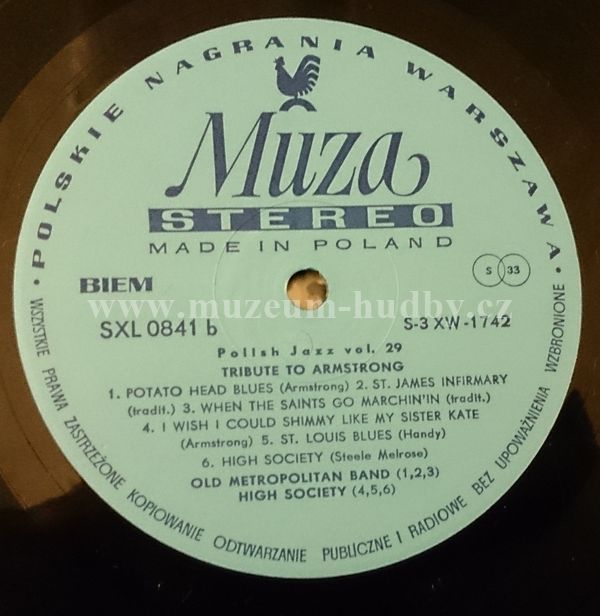 • POLSKIE NAGRANIA WARSZAWA •
Muza
STEREO
MADE IN POLAND
BIEM
S 33
www.muzeum-hudby.cz
SXL 0841 b
S-3 XW-1742
Polish Jazz vol. 29
TRIBUTE TO ARMSTRONG
1. POTATO HEAD BLUES (Armstrong) 2. ST. JAMES INFIRMARY
(tradit.) 3. WHEN THE SAINTS GO MARCHIN'IN (tradit.)
4. I WISH I COULD SHIMMY LIKE MY SISTER KATE
(Armstrong) 5. ST. LOUIS BLUES (Handy)
6. HIGH SOCIETY (Steele Melrose)
OLD METROPOLITAN BAND (1,2,3)
HIGH SOCIETY (4,5,6)
WSZYSTKIE PRAWA ZASTRZEŻONE KOPIOWANIE ODTWARZANIE PUBLICZNE I RADIOWE BEZ UPOWAŻNIENIA WZBRONIONE